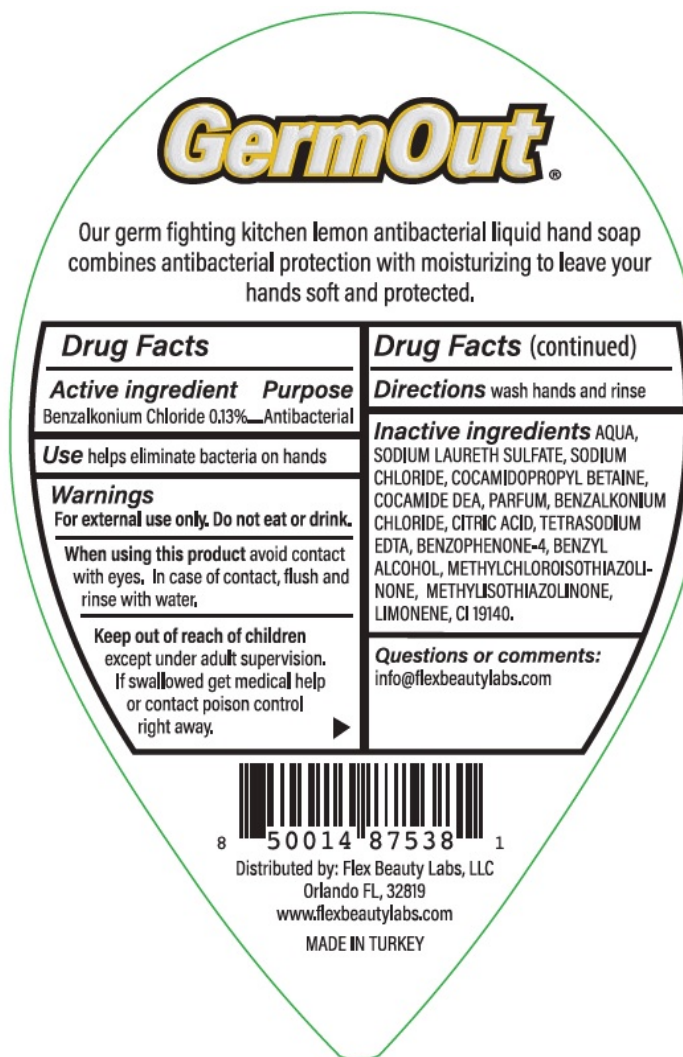 GermOut®
Our germ fighting kitchen lemon antibacterial liquid hand soap
combines antibacterial protection with moisturizing to leave your
hands soft and protected.
Drug Facts
Active ingredient Purpose
Benzalkonium Chloride 0.13%...Antibacterial
Use helps eliminate bacteria on hands
Warnings
For external use only. Do not eat or drink.
When using this product avoid contact
with eyes. In case of contact, flush and
rinse with water.
Keep out of reach of children
except under adult supervision.
If swallowed get medical help
or contact poison control
right away.
Drug Facts (continued)
Directions wash hands and rinse
Inactive ingredients AQUA,
SODIUM LAURETH SULFATE, SODIUM
CHLORIDE, COCAMIDOPROPYL BETAINE,
COCAMIDE DEA, PARFUM, BENZALKONIUM
CHLORIDE, CITRIC ACID, TETRASODIUM
EDTA, BENZOPHENONE-4, BENZYL
ALCOHOL, METHYLCHLOROISOTHIAZOLI-
NONE, METHYLISOTHIAZOLINONE,
LIMONENE, CI 19140.
Questions or comments:
info@flexbeautylabs.com
8 50014 87538 1
Distributed by: Flex Beauty Labs, LLC
Orlando FL, 32819
www.flexbeautylabs.com
MADE IN TURKEY